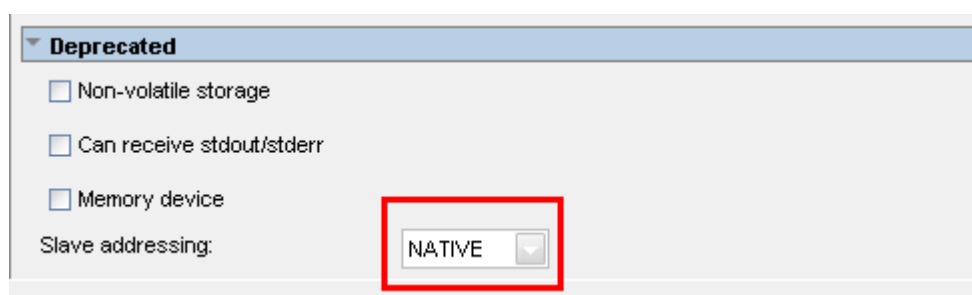 Deprecated
Non-volatile storage
Can receive stdout/stderr
Memory device
Slave addressing: NATIVE